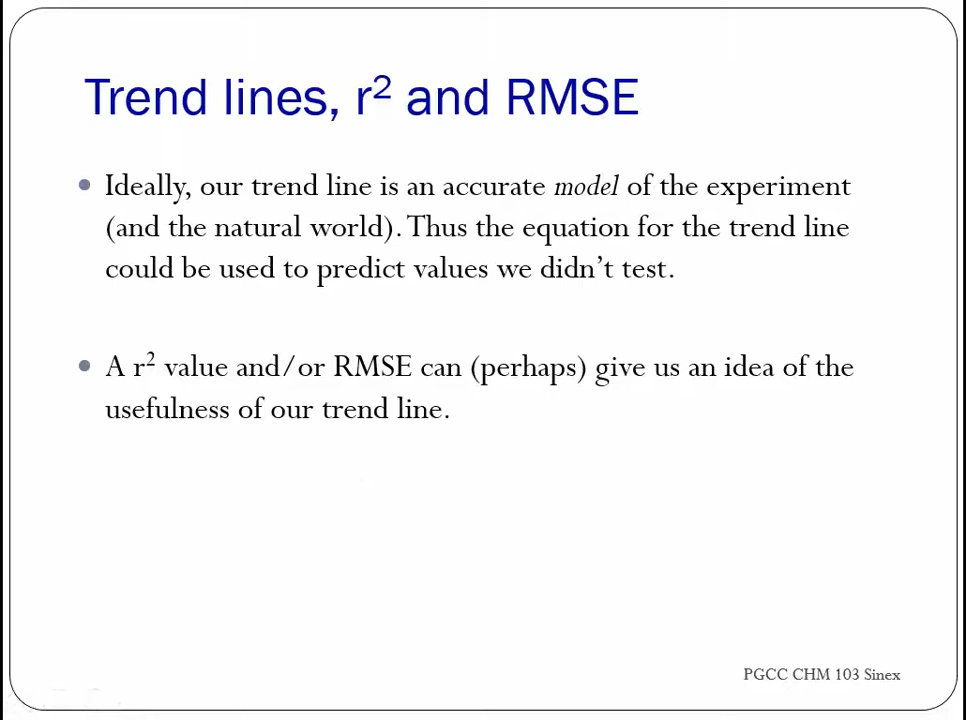 Trend lines, r² and RMSE
• Ideally, our trend line is an accurate model of the experiment
(and the natural world). Thus the equation for the trend line
could be used to predict values we didn't test.
• A r² value and/or RMSE can (perhaps) give us an idea of the
usefulness of our trend line.
PGCC CHM 103 Sinex